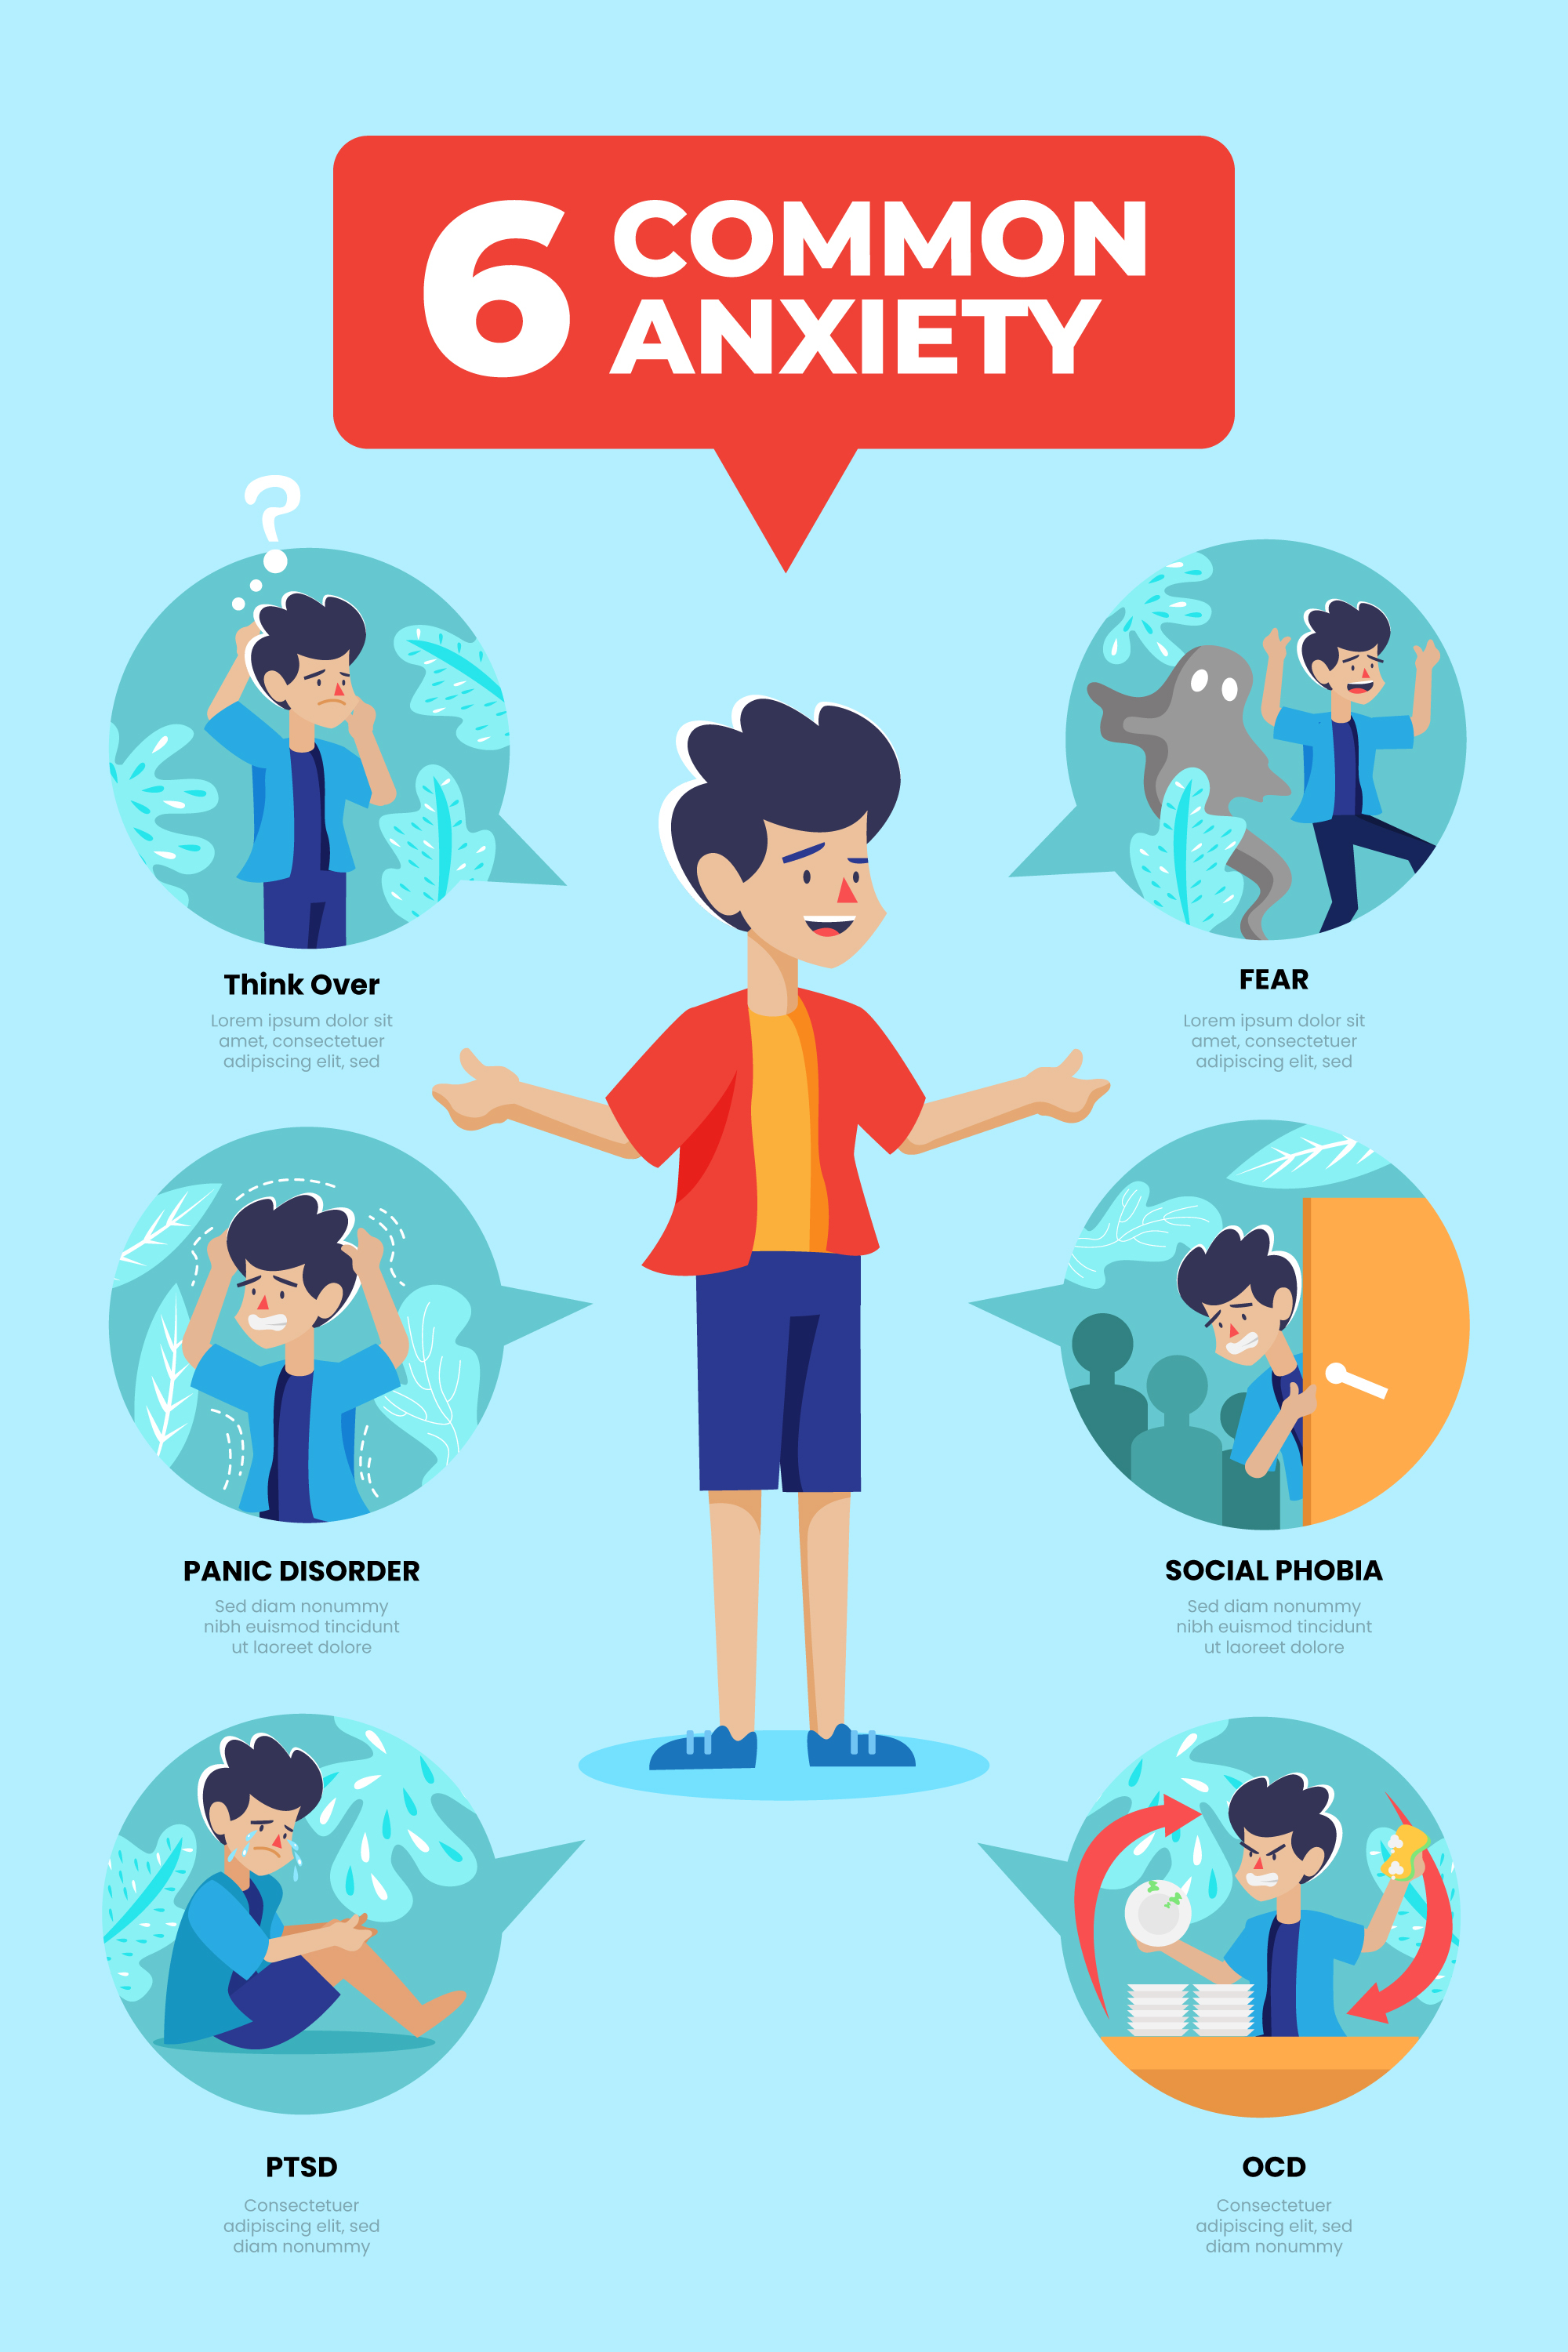 6 COMMON
ANXIETY
?
Think Over
Lorem ipsum dolor sit
amet, consectetuer
adipiscing elit, sed
FEAR
Lorem ipsum dolor sit
amet, consectetuer
adipiscing elit, sed
PANIC DISORDER
Sed diam nonummy
nibh euismod tincidunt
ut laoreet dolore
SOCIAL PHOBIA
Sed diam nonummy
nibh euismod tincidunt
ut laoreet dolore
PTSD
Consectetuer
adipiscing elit, sed
diam nonummy
OCD
Consectetuer
adipiscing elit, sed
diam nonummy